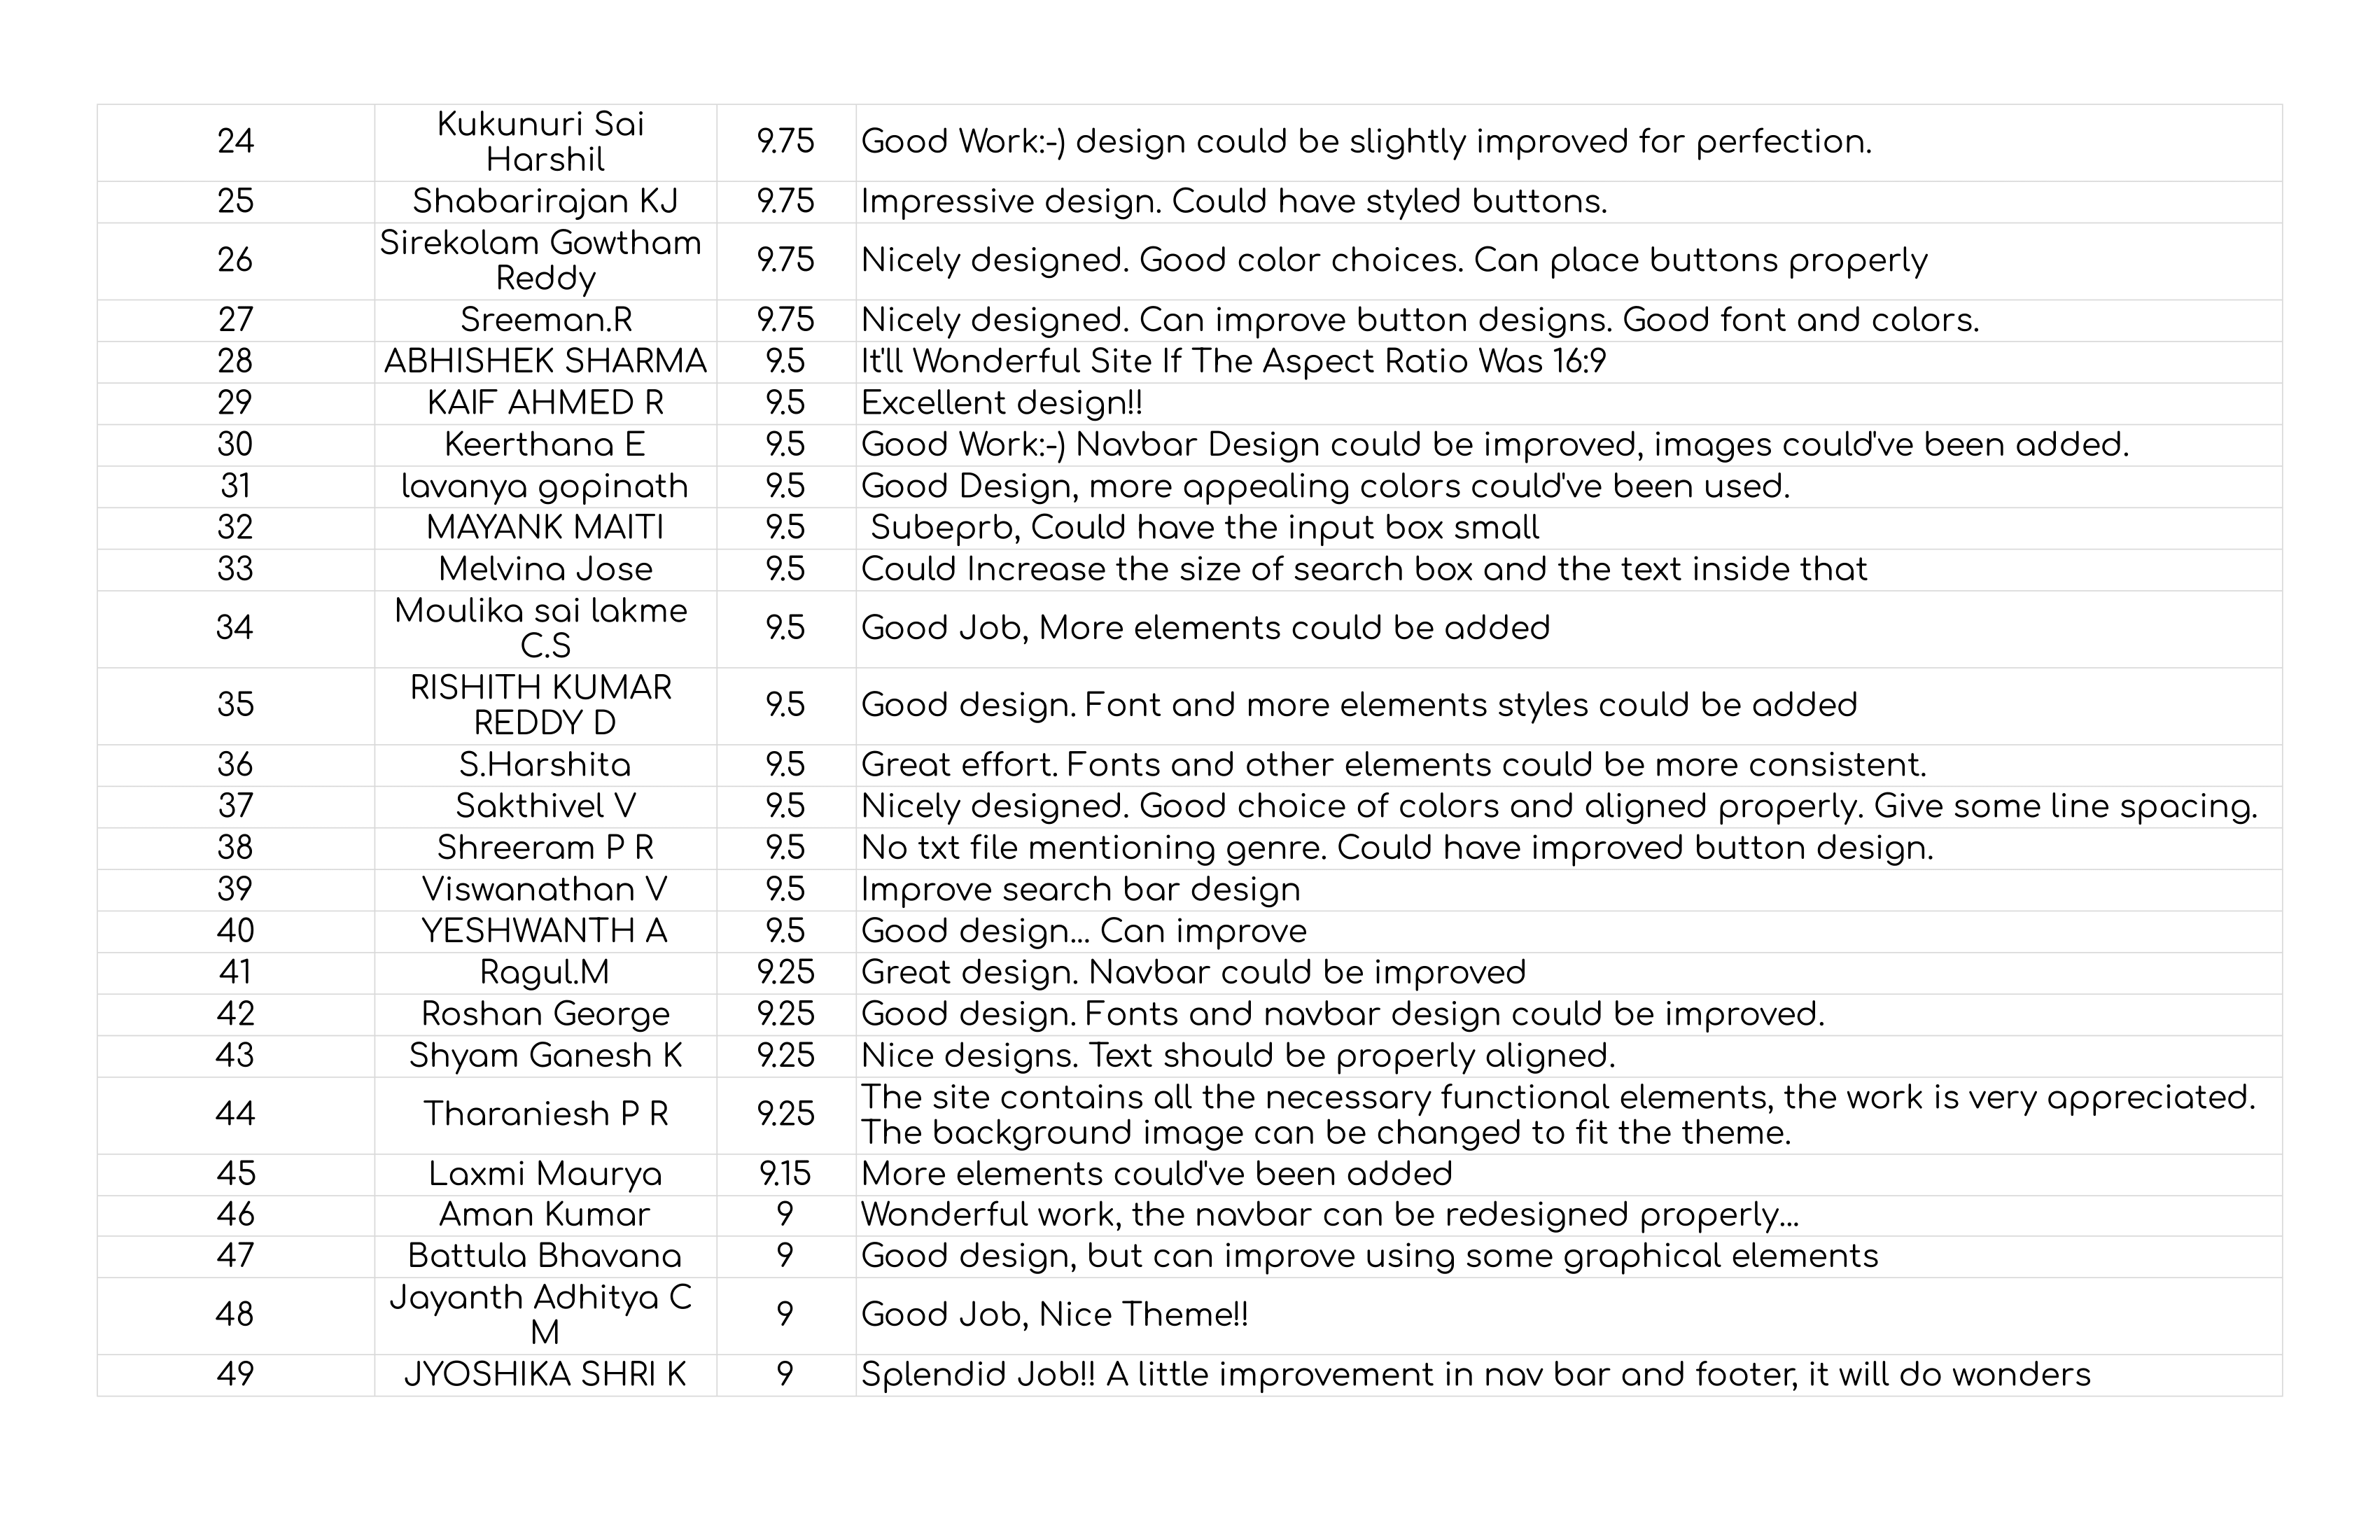 24 Kukunuri Sai Harshil 9.75 Good Work:-) design could be slightly improved for perfection.
25 Shabarirajan KJ 9.75 Impressive design. Could have styled buttons.
26 Sirekolam Gowtham Reddy 9.75 Nicely designed. Good color choices. Can place buttons properly
27 Sreeman.R 9.75 Nicely designed. Can improve button designs. Good font and colors.
28 ABHISHEK SHARMA 9.5 It'll Wonderful Site If The Aspect Ratio Was 16:9
29 KAIF AHMED R 9.5 Excellent design!!
30 Keerthana E 9.5 Good Work:-) Navbar Design could be improved, images could've been added.
31 lavanya gopinath 9.5 Good Design, more appealing colors could've been used.
32 MAYANK MAITI 9.5 Subeprb, Could have the input box small
33 Melvina Jose 9.5 Could Increase the size of search box and the text inside that
34 Moulika sai lakme C.S 9.5 Good Job, More elements could be added
35 RISHITH KUMAR REDDY D 9.5 Good design. Font and more elements styles could be added
36 S.Harshita 9.5 Great effort. Fonts and other elements could be more consistent.
37 Sakthivel V 9.5 Nicely designed. Good choice of colors and aligned properly. Give some line spacing.
38 Shreeram P R 9.5 No txt file mentioning genre. Could have improved button design.
39 Viswanathan V 9.5 Improve search bar design
40 YESHWANTH A 9.5 Good design... Can improve
41 Ragul.M 9.25 Great design. Navbar could be improved
42 Roshan George 9.25 Good design. Fonts and navbar design could be improved.
43 Shyam Ganesh K 9.25 Nice designs. Text should be properly aligned.
44 Tharaniesh P R 9.25 The site contains all the necessary functional elements, the work is very appreciated.
The background image can be changed to fit the theme.
45 Laxmi Maurya 9.15 More elements could've been added
46 Aman Kumar 9 Wonderful work, the navbar can be redesigned properly...
47 Battula Bhavana 9 Good design, but can improve using some graphical elements
48 Jayanth Adhitya C M 9 Good Job, Nice Theme!!
49 JYOSHIKA SHRI K 9 Splendid Job!! A little improvement in nav bar and footer, it will do wonders